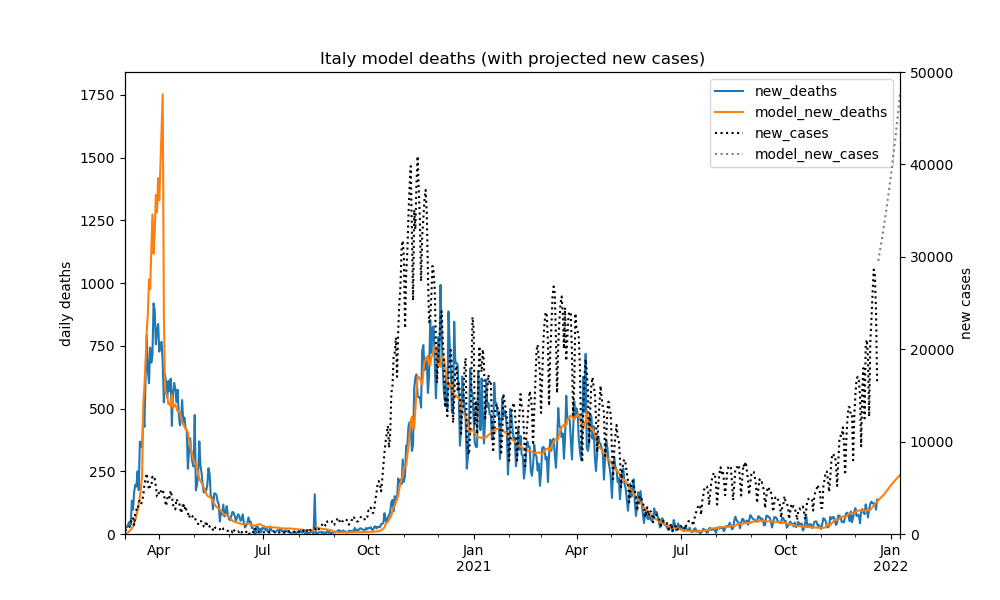 Italy model deaths (with projected new cases)
new_deaths
model_new_deaths
new_cases
model_new_cases
daily deaths
1750
1500
1250
1000
750
500
250
0
new cases
50000
40000
30000
20000
10000
0
Apr Jul Oct Jan Apr Jul Oct Jan
2021 2022